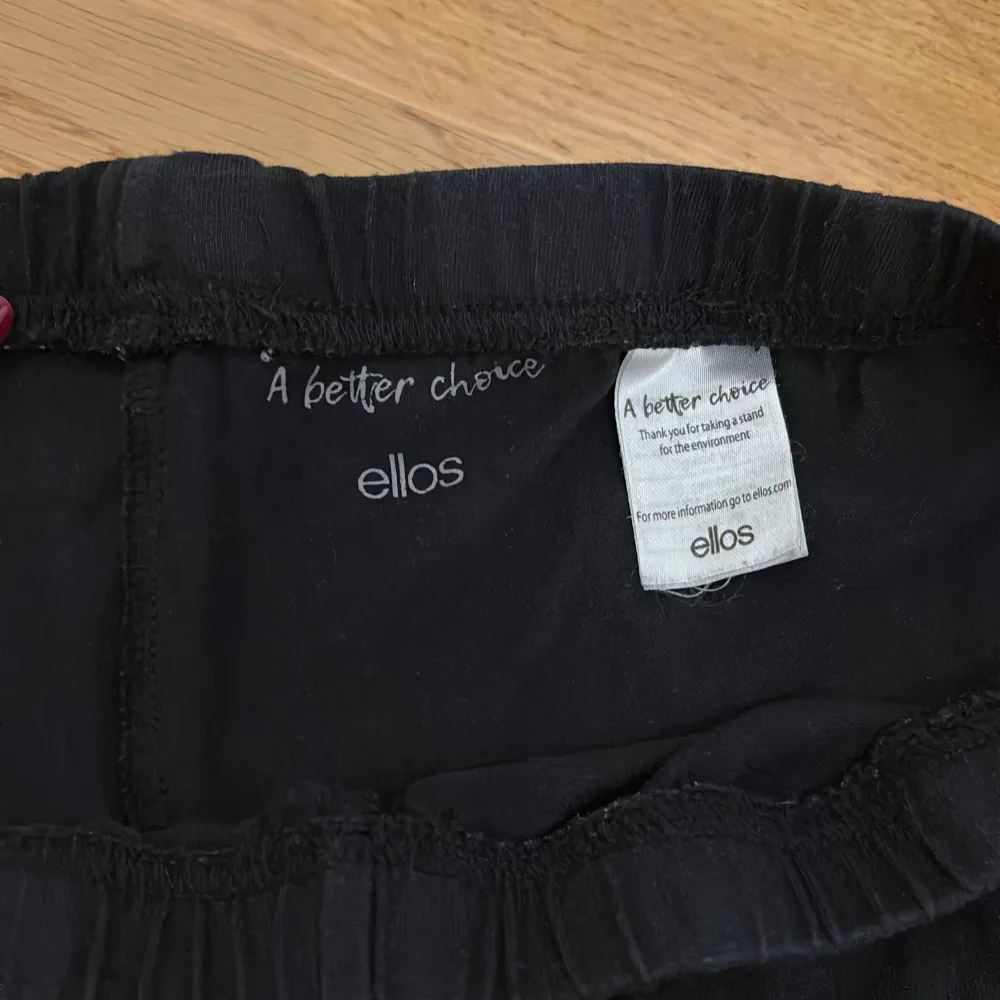 A better choice
ellos
A better choice
Thank you for taking a stand
for the environment
For more information go to ellos.com
ellos